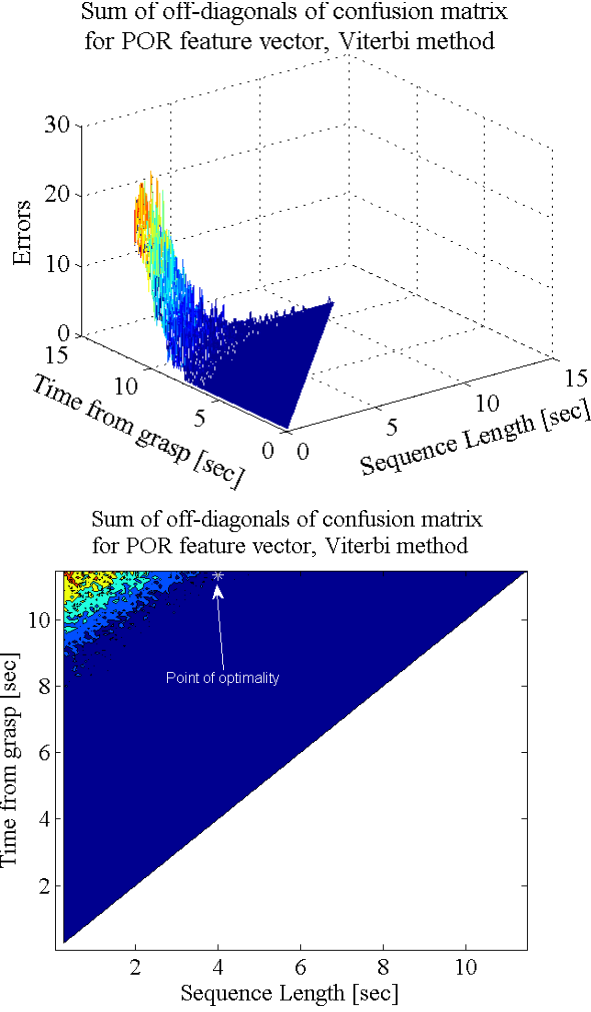 Sum of off-diagonals of confusion matrix
for POR feature vector, Viterbi method
30
20
10
0
Errors
15
10
5
0
Time from grasp [sec]
0
5
10
15
Sequence Length [sec]
Sum of off-diagonals of confusion matrix
for POR feature vector, Viterbi method
10
8
6
4
2
Time from grasp [sec]
Point of optimality
2
4
6
8
10
Sequence Length [sec]